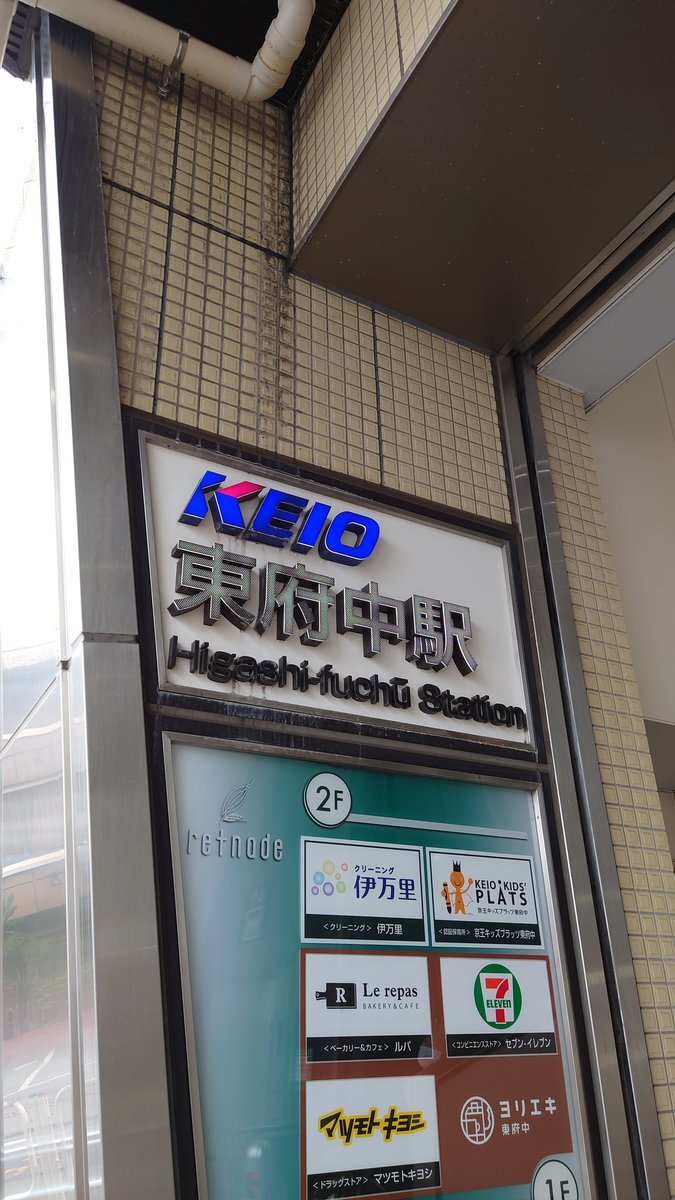 KEIO
東府中駅
Higashi-fuchū Station
retnade
2F
クリーニング
伊万里
<クリーニング> 伊万里
KEIO KIDS'
PLATS
京王キッズプラッツ東府中
<認証保育所> 京王キッズプラッツ東府中
R
Le repas
BAKERY&CAFE
<ベーカリー&カフェ> ルパ
7
ELEVEN
<コンビニエンスストア> セブン-イレブン
マツモトキヨシ
<ドラッグストア> マツモトキヨシ
ヨリエキ
東府中
1F